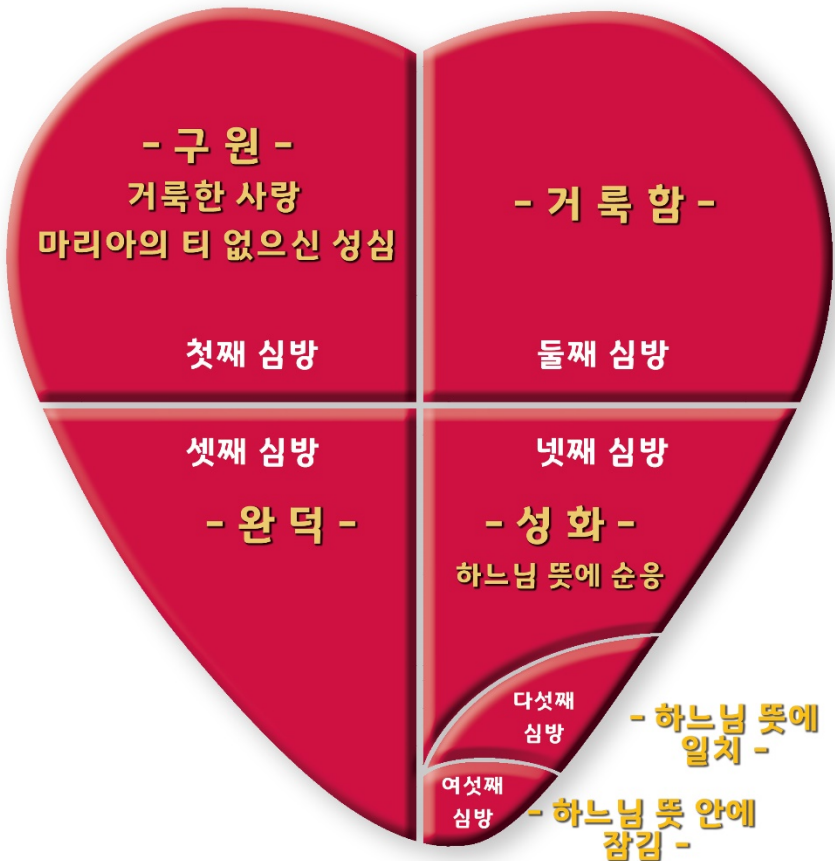 - 구 원 -
거룩한 사랑
마리아의 티 없으신 성심
첫째 심방
- 거 룩 함 -
둘째 심방
셋째 심방
- 완 덕 -
넷째 심방
- 성 화 -
하느님 뜻에 순응
다섯째
심방
- 하느님 뜻에
일치 -
여섯째
심방
- 하느님 뜻 안에
잠김 -